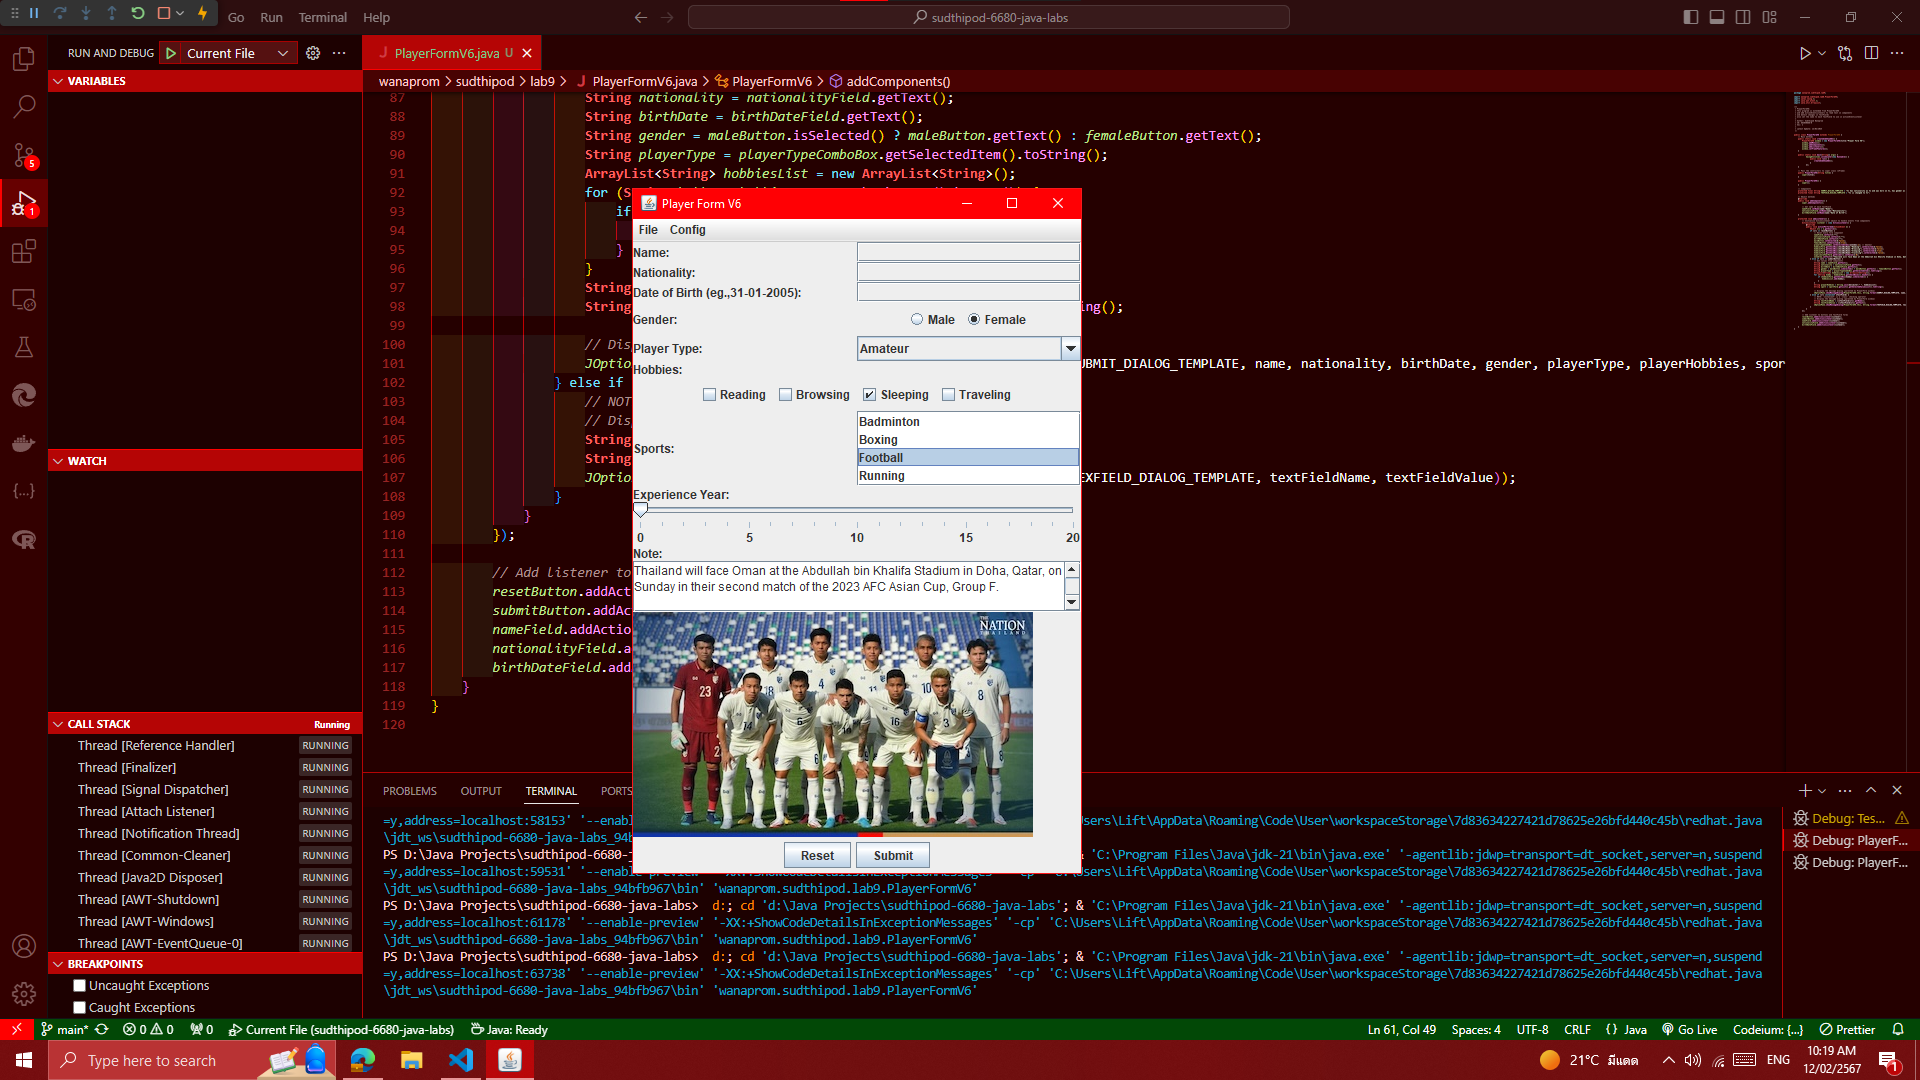 Go Run Terminal Help
sudthipod-6680-java-labs
RUN AND DEBUG Current File
PlayerFormV6.java U
VARIABLES
wanaprom > sudthipod > lab9 > J PlayerFormV6.java > PlayerFormV6 > addComponents()
87 String nationality = nationalityField.getText();
88 String birthDate = birthDateField.getText();
89 String gender = maleButton.isSelected() ? maleButton.getText() : femaleButton.getText();
90 String playerType = playerTypeComboBox.getSelectedItem().toString();
91 ArrayList<String> hobbiesList = new ArrayList<String>();
92 for (S
93 if
94
95 }
96 }
97 String
98 String ing();
99
100 // Dis
101 JOptio UBMIT_DIALOG_TEMPLATE, name, nationality, birthDate, gender, playerType, playerHobbies, spor
102 } else if
103 // NOT
104 // Dis
105 String
106 String
107 JOptio EXFIELD_DIALOG_TEMPLATE, textFieldName, textFieldValue));
108 }
109 }
110 });
111
112 // Add listener to
113 resetButton.addAct
114 submitButton.addAc
115 nameField.addActio
116 nationalityField.a
117 birthDateField.add
118 }
119 }
120
Player Form V6
File Config
Name:
Nationality:
Date of Birth (eg.,31-01-2005):
Gender: Male Female
Player Type: Amateur
Hobbies:
Reading Browsing Sleeping Traveling
Sports:
Badminton
Boxing
Football
Running
Experience Year:
0 5 10 15 20
Note:
Thailand will face Oman at the Abdullah bin Khalifa Stadium in Doha, Qatar, on
Sunday in their second match of the 2023 AFC Asian Cup, Group F.
THE
NATION
THAILAND
Reset Submit
WATCH
CALL STACK Running
Thread [Reference Handler] RUNNING
Thread [Finalizer] RUNNING
Thread [Signal Dispatcher] RUNNING
Thread [Attach Listener] RUNNING
Thread [Notification Thread] RUNNING
Thread [Common-Cleaner] RUNNING
Thread [Java2D Disposer] RUNNING
Thread [AWT-Shutdown] RUNNING
Thread [AWT-Windows] RUNNING
Thread [AWT-EventQueue-0] RUNNING
BREAKPOINTS
Uncaught Exceptions
Caught Exceptions
PROBLEMS OUTPUT TERMINAL PORTS
=y,address=localhost:58153' '--enabl Users\Lift\AppData\Roaming\Code\User\workspaceStorage\7d83634227421d78625e26bfd440c45b\redhat.java
\jdt_ws\sudthipod-6680-java-labs_94b
PS D:\Java Projects\sudthipod-6680-j & 'C:\Program Files\Java\jdk-21\bin\java.exe' '-agentlib:jdwp=transport=dt_socket,server=n,suspend
=y,address=localhost:59531' '--enable-preview' '-XX:+ShowCodeDetailsInExceptionMessages' '-cp' 'C:\Users\Lift\AppData\Roaming\Code\User\workspaceStorage\7d83634227421d78625e26bfd440c45b\redhat.java
\jdt_ws\sudthipod-6680-java-labs_94bfb967\bin' 'wanaprom.sudthipod.lab9.PlayerFormV6'
PS D:\Java Projects\sudthipod-6680-java-labs> d:; cd 'd:\Java Projects\sudthipod-6680-java-labs'; & 'C:\Program Files\Java\jdk-21\bin\java.exe' '-agentlib:jdwp=transport=dt_socket,server=n,suspend
=y,address=localhost:61178' '--enable-preview' '-XX:+ShowCodeDetailsInExceptionMessages' '-cp' 'C:\Users\Lift\AppData\Roaming\Code\User\workspaceStorage\7d83634227421d78625e26bfd440c45b\redhat.java
\jdt_ws\sudthipod-6680-java-labs_94bfb967\bin' 'wanaprom.sudthipod.lab9.PlayerFormV6'
PS D:\Java Projects\sudthipod-6680-java-labs> d:; cd 'd:\Java Projects\sudthipod-6680-java-labs'; & 'C:\Program Files\Java\jdk-21\bin\java.exe' '-agentlib:jdwp=transport=dt_socket,server=n,suspend
=y,address=localhost:63738' '--enable-preview' '-XX:+ShowCodeDetailsInExceptionMessages' '-cp' 'C:\Users\Lift\AppData\Roaming\Code\User\workspaceStorage\7d83634227421d78625e26bfd440c45b\redhat.java
\jdt_ws\sudthipod-6680-java-labs_94bfb967\bin' 'wanaprom.sudthipod.lab9.PlayerFormV6'
Debug: Tes...
Debug: PlayerF...
Debug: PlayerF...
main* 0 0 0 Current File (sudthipod-6680-java-labs) Java: Ready
Ln 61, Col 49 Spaces: 4 UTF-8 CRLF {} Java Go Live Codeium: {...} Prettier
Type here to search
21°C มีแดด ENG
10:19 AM
12/02/2567